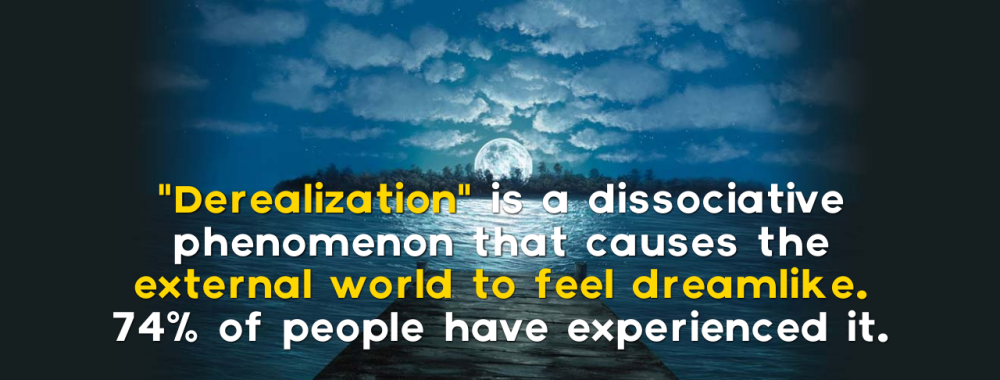 "Derealization" is a dissociative
phenomenon that causes the
external world to feel dreamlike.
74% of people have experienced it.